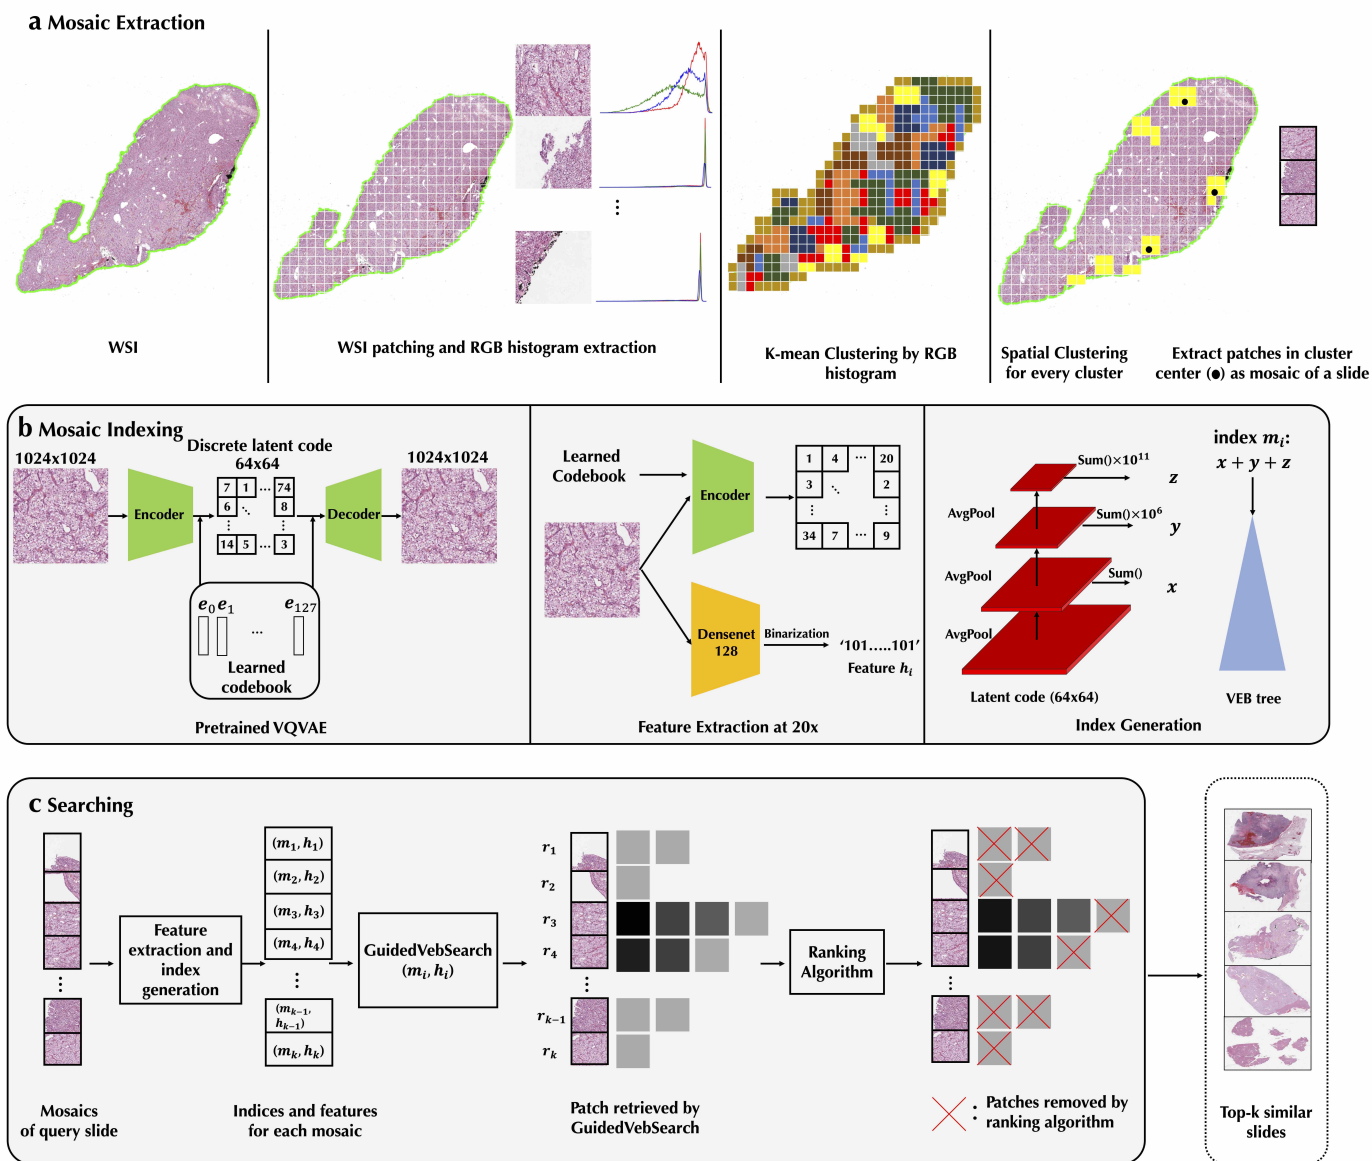 a Mosaic Extraction
WSI
WSI patching and RGB histogram extraction
K-mean Clustering by RGB
histogram
Spatial Clustering
for every cluster
Extract patches in cluster
center (●) as mosaic of a slide
b Mosaic Indexing
1024x1024
Discrete latent code
64x64
1024x1024
Encoder
7 1 ... 74
6 ⋱ 8
⋮ ⋮
14 5 ... 3
Decoder
e₀ e₁ ... e₁₂₇
Learned
codebook
Pretrained VQVAE
Learned
Codebook
Encoder
1 4 ... 20
3 ⋱ 2
⋮ ⋮
34 7 ... 9
Densenet
128
Binarization
‘101.....101’
Feature hᵢ
Feature Extraction at 20x
Sum()×10¹¹
z
AvgPool
Sum()×10⁶
y
AvgPool
Sum()
x
AvgPool
Latent code (64x64)
index mᵢ:
x + y + z
VEB tree
Index Generation
c Searching
Mosaics
of query slide
Feature
extraction and
index
generation
(m₁, h₁)
(m₂, h₂)
(m₃, h₃)
(m₄, h₄)
⋮
(mₖ₋₁,
hₖ₋₁)
(mₖ, hₖ)
Indices and features
for each mosaic
GuidedVebSearch
(mᵢ, hᵢ)
r₁
r₂
r₃
r₄
rₖ₋₁
rₖ
Patch retrieved by
GuidedVebSearch
Ranking
Algorithm
: Patches removed by
ranking algorithm
Top-k similar
slides